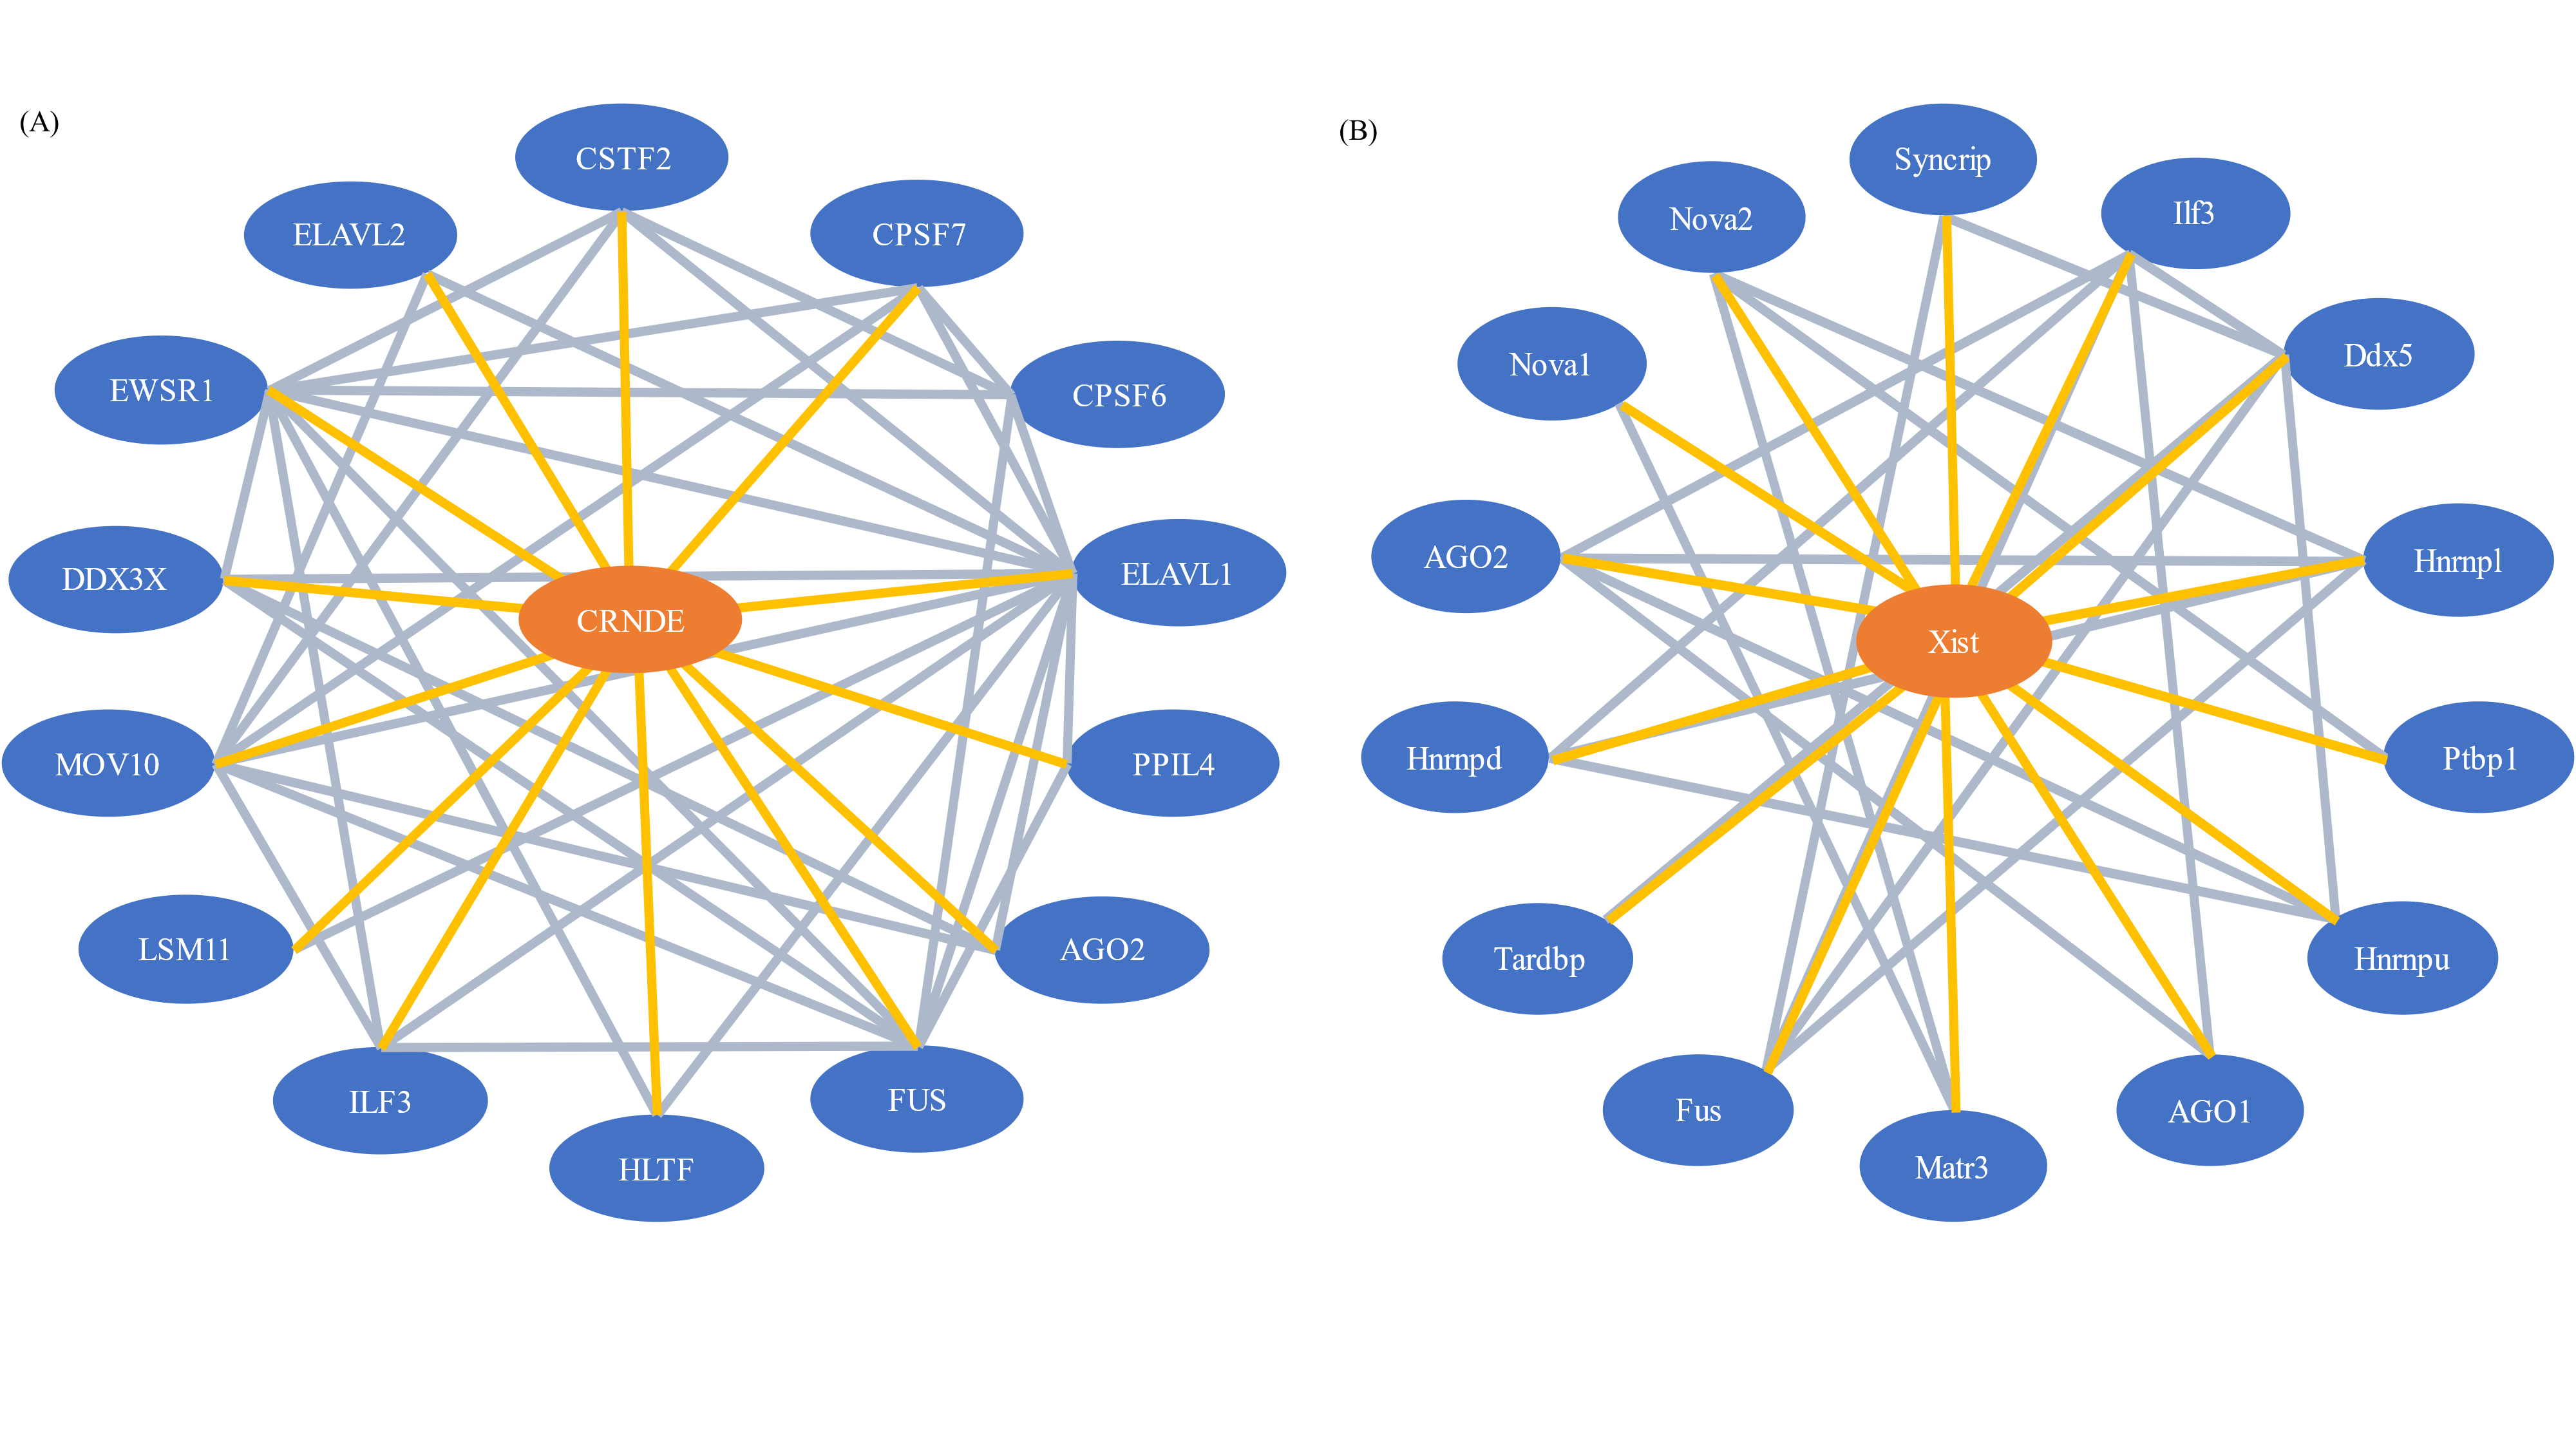 (A)
CSTF2
ELAVL2
CPSF7
EWSR1
CPSF6
DDX3X
ELAVL1
CRNDE
MOV10
PPIL4
LSM11
AGO2
ILF3
FUS
HLTF
(B)
Syncrip
Nova2
Ilf3
Nova1
Ddx5
AGO2
Hnrnpl
Xist
Hnrnpd
Ptbp1
Tardbp
Hnrnpu
Fus
AGO1
Matr3